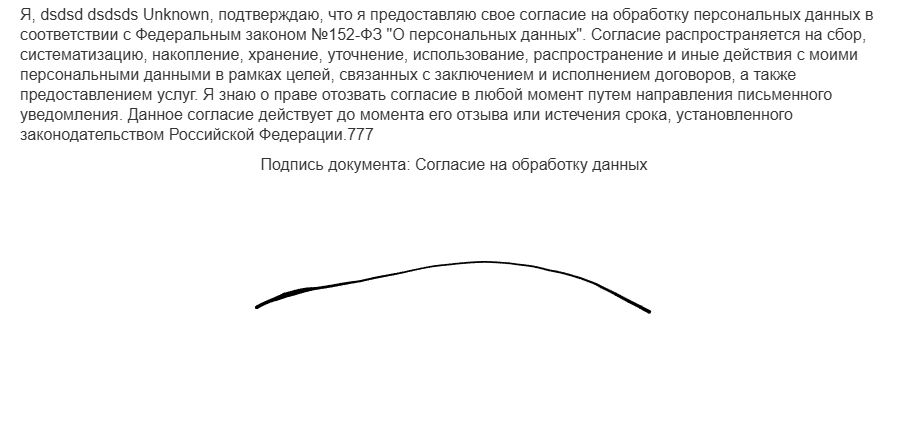 Я, dsdsd dsdsds Unknown, подтверждаю, что я предоставляю свое согласие на обработку персональных данных в
соответствии с Федеральным законом №152-ФЗ "О персональных данных". Согласие распространяется на сбор,
систематизацию, накопление, хранение, уточнение, использование, распространение и иные действия с моими
персональными данными в рамках целей, связанных с заключением и исполнением договоров, а также
предоставлением услуг. Я знаю о праве отозвать согласие в любой момент путем направления письменного
уведомления. Данное согласие действует до момента его отзыва или истечения срока, установленного
законодательством Российской Федерации.777
Подпись документа: Согласие на обработку данных